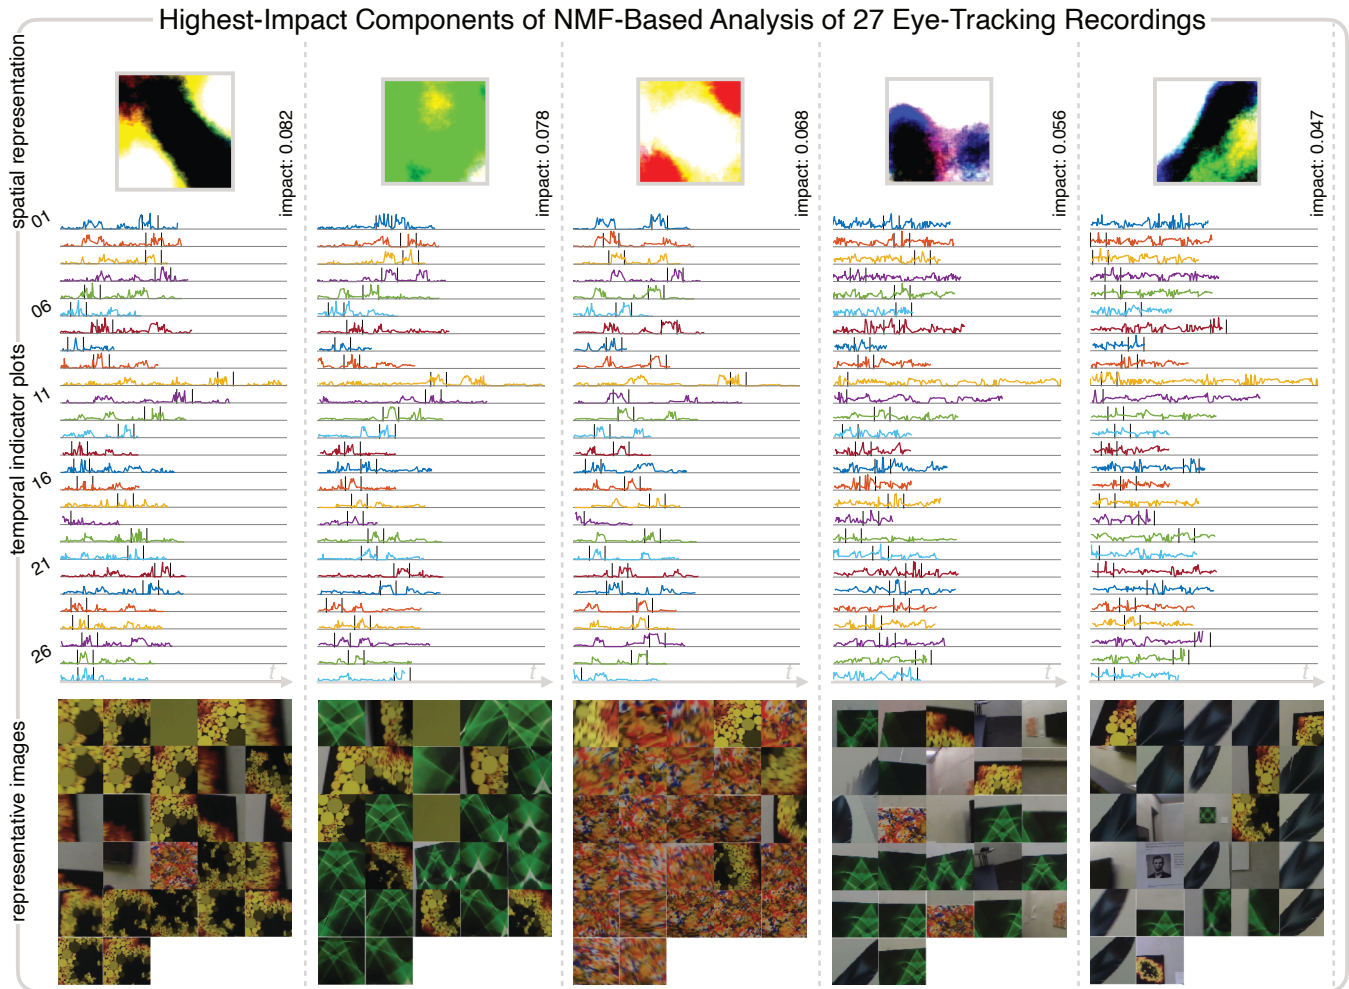 Highest-Impact Components of NMF-Based Analysis of 27 Eye-Tracking Recordings
spatial representation
impact: 0.082
impact: 0.078
impact: 0.068
impact: 0.056
impact: 0.047
temporal indicator plots
01
06
11
16
21
26
t
t
t
t
t
representative images